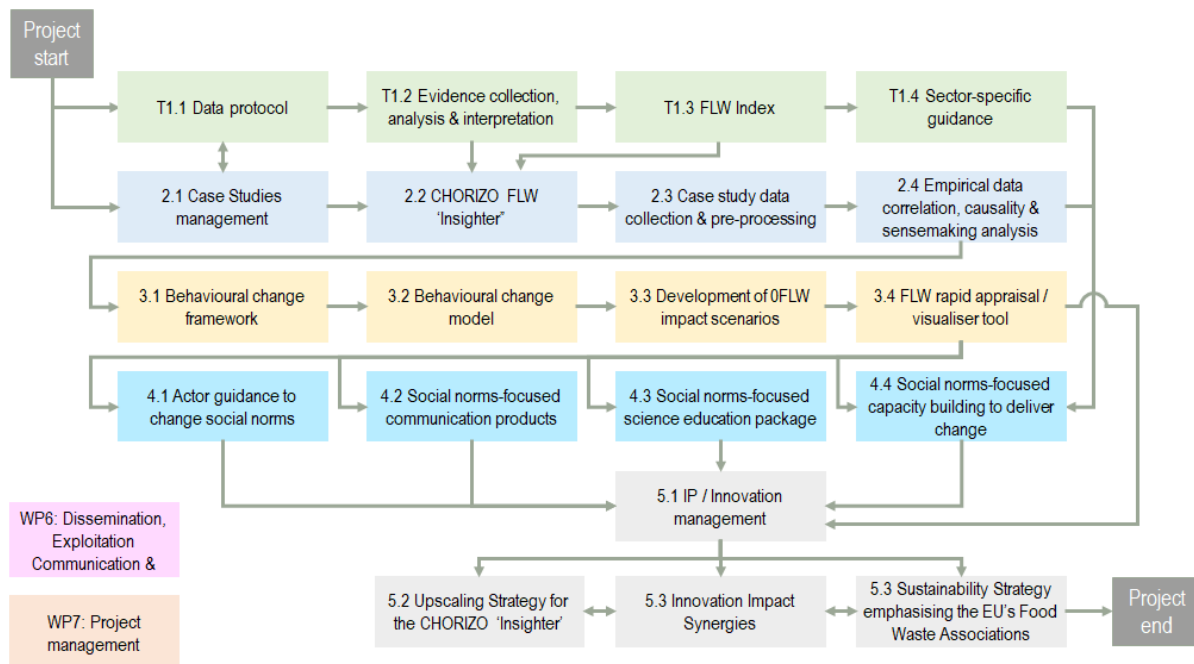 Project
start
T1.1 Data protocol
T1.2 Evidence collection,
analysis & interpretation
T1.3 FLW Index
T1.4 Sector-specific
guidance
2.1 Case Studies
management
2.2 CHORIZO FLW
‘Insighter”
2.3 Case study data
collection & pre-processing
2.4 Empirical data
correlation, causality &
sensemaking analysis
3.1 Behavioural change
framework
3.2 Behavioural change
model
3.3 Development of 0FLW
impact scenarios
3.4 FLW rapid appraisal /
visualiser tool
4.1 Actor guidance to
change social norms
4.2 Social norms-focused
communication products
4.3 Social norms-focused
science education package
4.4 Social norms-focused
capacity building to deliver
change
5.1 IP / Innovation
management
WP6: Dissemination,
Exploitation
Communication &
WP7: Project
management
5.2 Upscaling Strategy for
the CHORIZO ‘Insighter’
5.3 Innovation Impact
Synergies
5.3 Sustainability Strategy
emphasising the EU’s Food
Waste Associations
Project
end